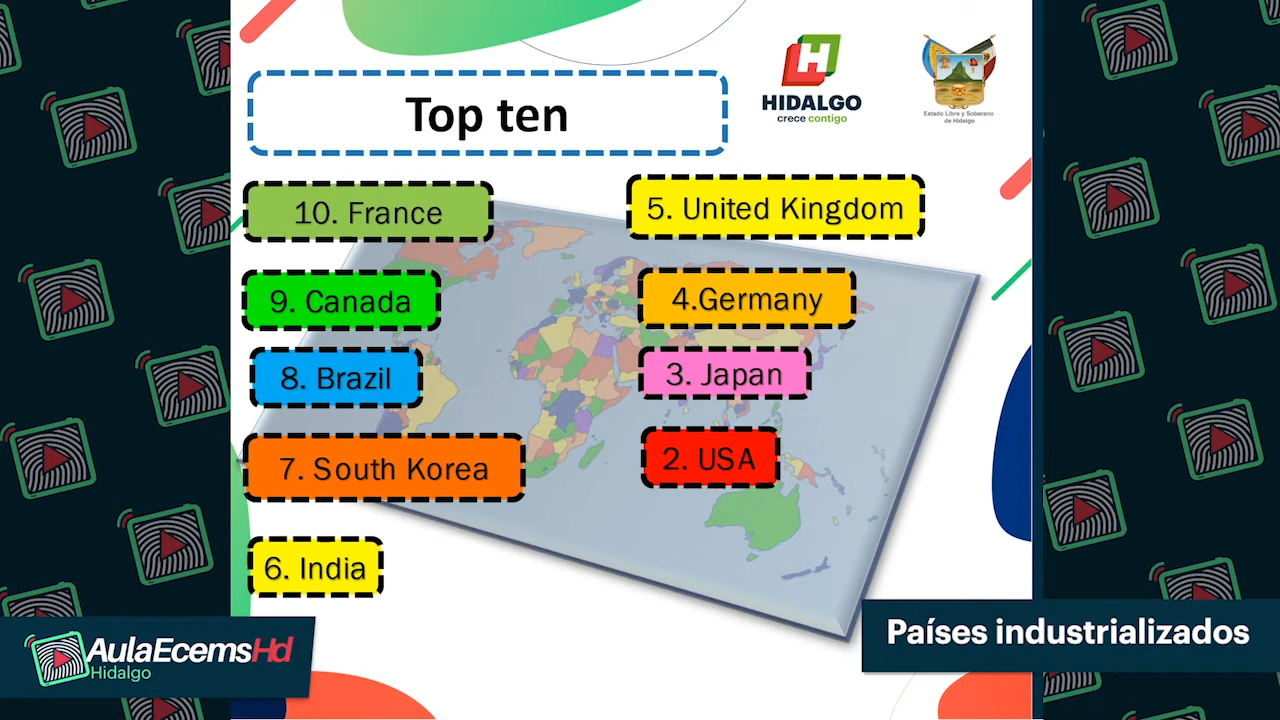 Top ten
HIDALGO
crece contigo
Estado Libre y Soberano
de Hidalgo
10. France
9. Canada
8. Brazil
7. South Korea
6. India
5. United Kingdom
4.Germany
3. Japan
2. USA
AulaEcemsHd
Hidalgo
Países industrializados